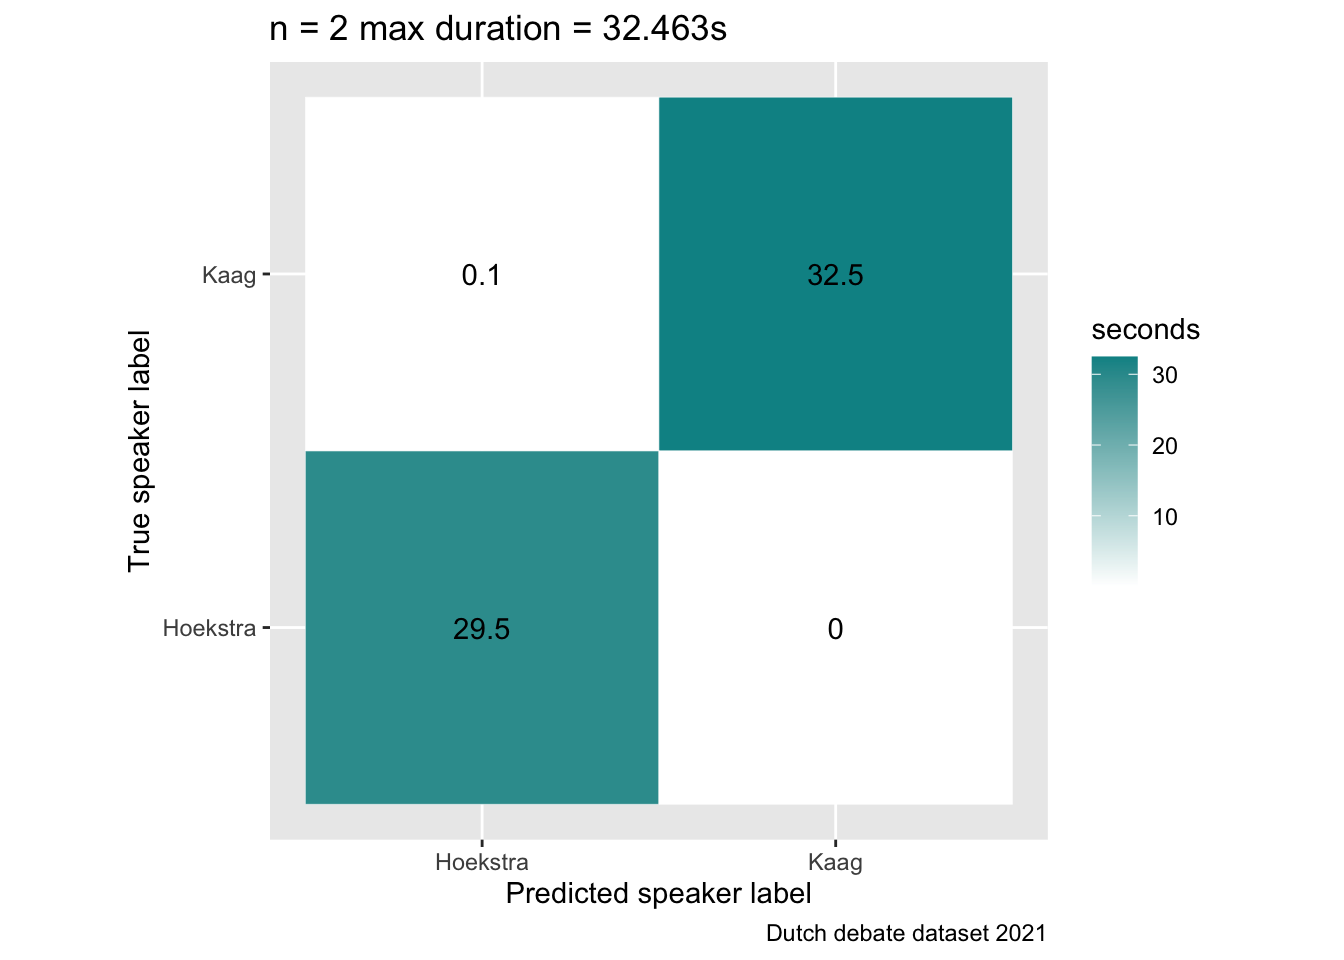 n = 2 max duration = 32.463s
Kaag
0.1
32.5
Hoekstra
29.5
0
True speaker label
Hoekstra
Kaag
Predicted speaker label
seconds
30
20
10
Dutch debate dataset 2021